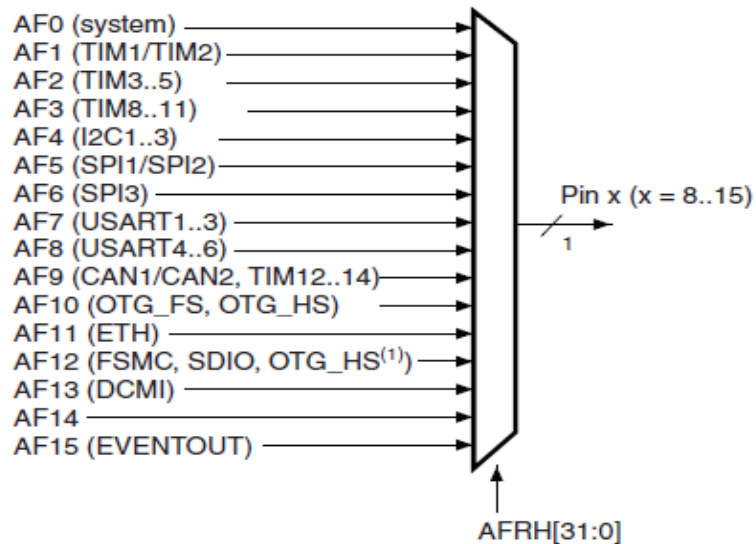 AF0 (system)
AF1 (TIM1/TIM2)
AF2 (TIM3..5)
AF3 (TIM8..11)
AF4 (I2C1..3)
AF5 (SPI1/SPI2)
AF6 (SPI3)
AF7 (USART1..3)
AF8 (USART4..6)
AF9 (CAN1/CAN2, TIM12..14)
AF10 (OTG_FS, OTG_HS)
AF11 (ETH)
AF12 (FSMC, SDIO, OTG_HS(1))
AF13 (DCMI)
AF14
AF15 (EVENTOUT)
Pin x (x = 8..15)
1
AFRH[31:0]